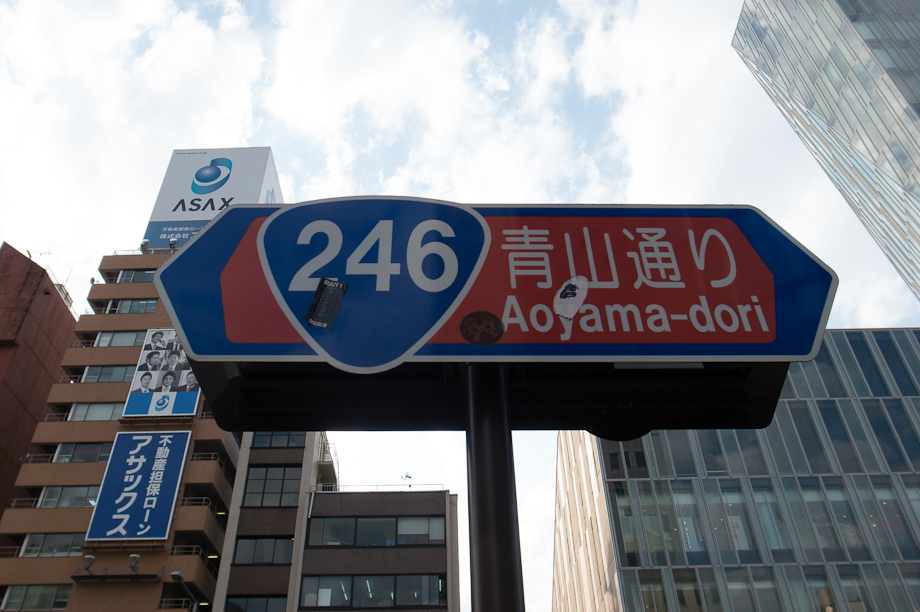 ASAX
246
青山通り
Aoyama-dori
不動産担保ローン
アサックス